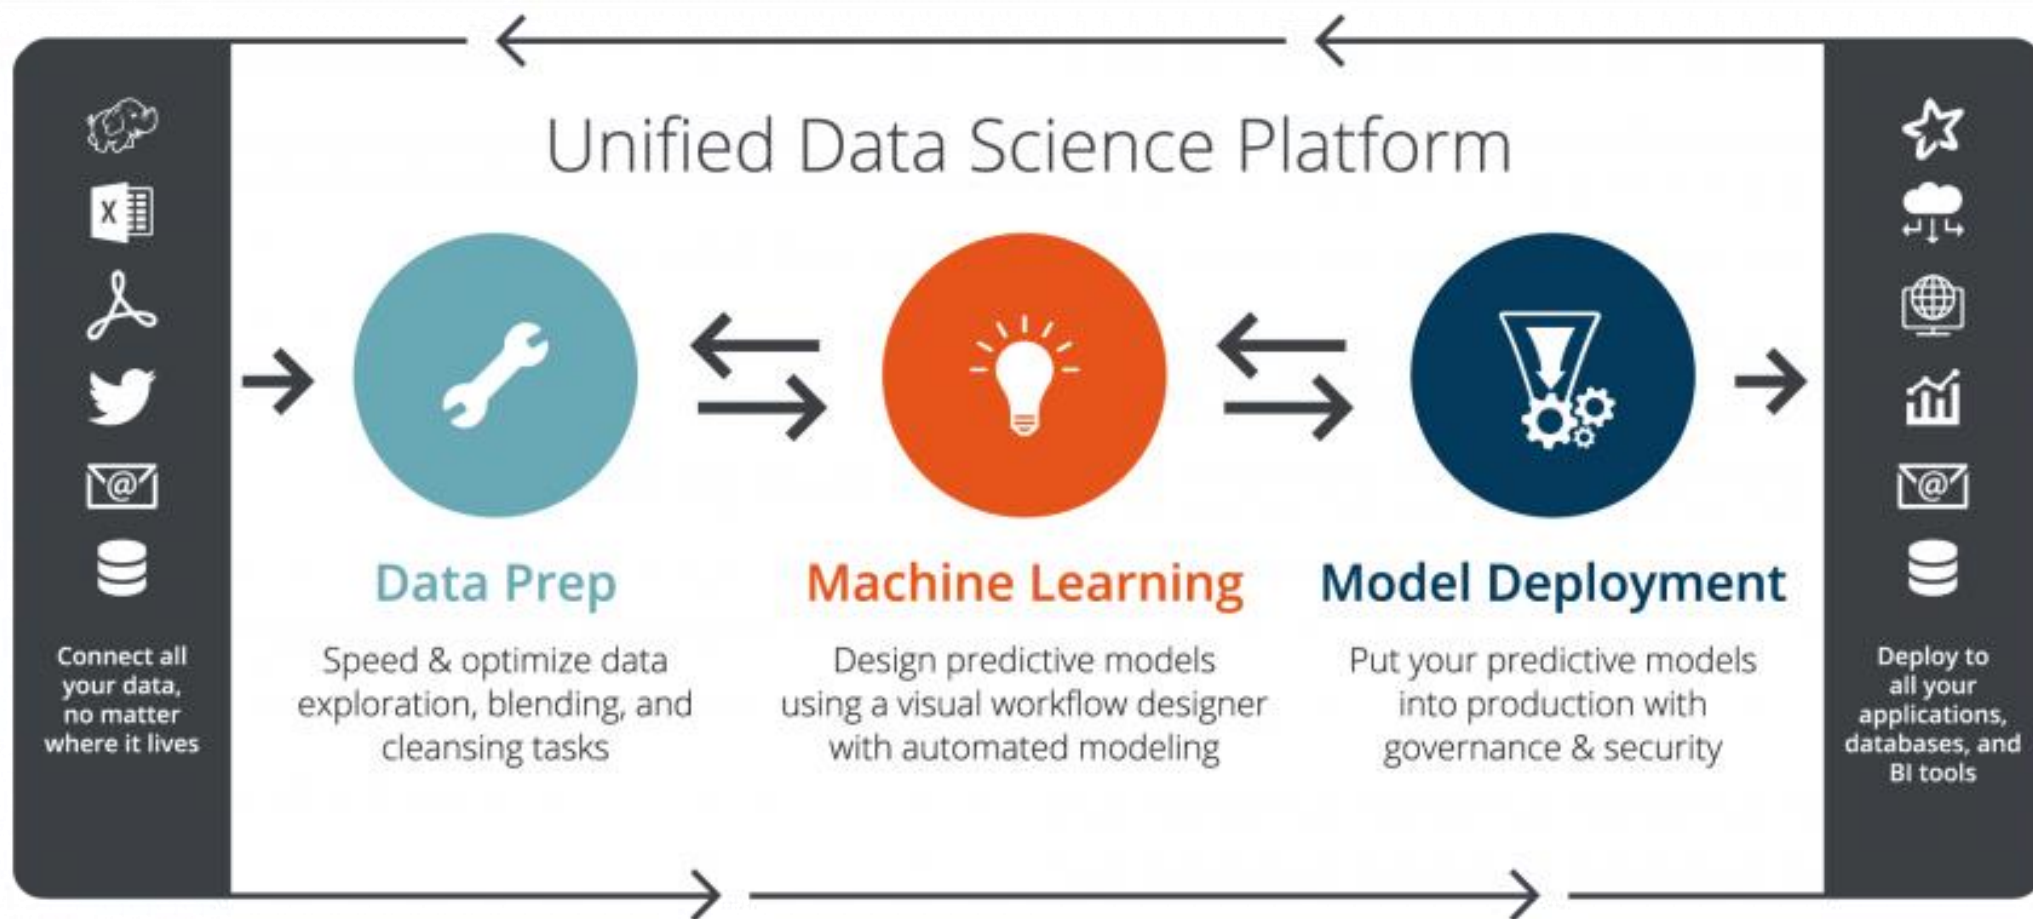 Unified Data Science Platform
X
@
Connect all
your data,
no matter
where it lives
Data Prep
Speed & optimize data
exploration, blending, and
cleansing tasks
Machine Learning
Design predictive models
using a visual workflow designer
with automated modeling
Model Deployment
Put your predictive models
into production with
governance & security
@
Deploy to
all your
applications,
databases, and
BI tools